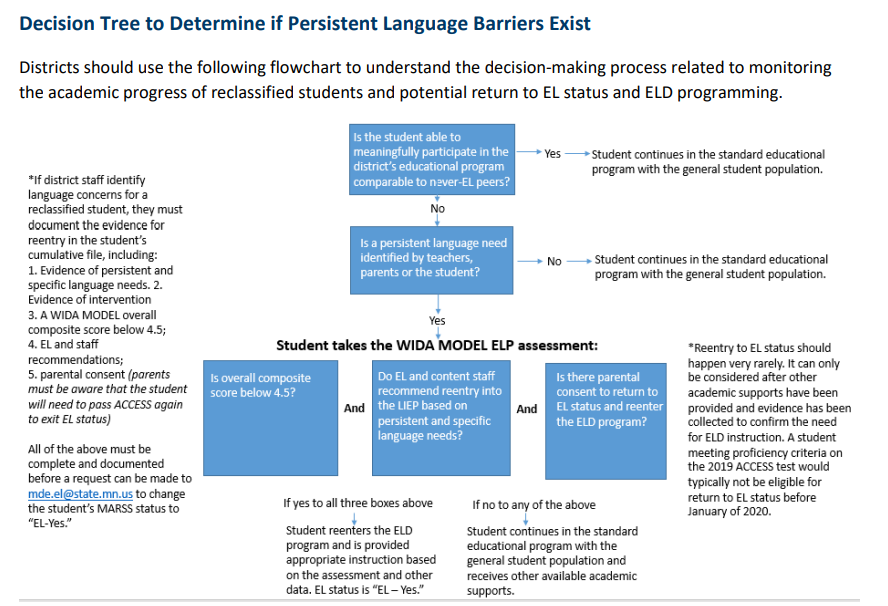 Decision Tree to Determine if Persistent Language Barriers Exist
Districts should use the following flowchart to understand the decision-making process related to monitoring
the academic progress of reclassified students and potential return to EL status and ELD programming.
Is the student able to
meaningfully participate in the
district's educational program
comparable to never-EL peers?
Yes
Student continues in the standard educational
program with the general student population.
*If district staff identify
language concerns for a
reclassified student, they must
document the evidence for
reentry in the student's
cumulative file, including:
1. Evidence of persistent and
specific language needs. 2.
Evidence of intervention
3. A WIDA MODEL overall
composite score below 4.5;
4. EL and staff
recommendations;
5. parental consent (parents
must be aware that the student
will need to pass ACCESS again
to exit EL status)
All of the above must be
complete and documented
before a request can be made to
mde.el@state.mn.us to change
the student's MARSS status to
"EL-Yes."
No
Is a persistent language need
identified by teachers,
parents or the student?
No
Student continues in the standard educational
program with the general student population.
Yes
Student takes the WIDA MODEL ELP assessment:
Is overall composite
score below 4.5?
And
Do EL and content staff
recommend reentry into
the LIEP based on
persistent and specific
language needs?
And
Is there parental
consent to return to
EL status and reenter
the ELD program?
*Reentry to EL status should
happen very rarely. It can only
be considered after other
academic supports have been
provided and evidence has been
collected to confirm the need
for ELD instruction. A student
meeting proficiency criteria on
the 2019 ACCESS test would
typically not be eligible for
return to EL status before
January of 2020.
If yes to all three boxes above
Student reenters the ELD
program and is provided
appropriate instruction based
on the assessment and other
data. EL status is "EL – Yes."
If no to any of the above
Student continues in the standard
educational program with the
general student population and
receives other available academic
supports.